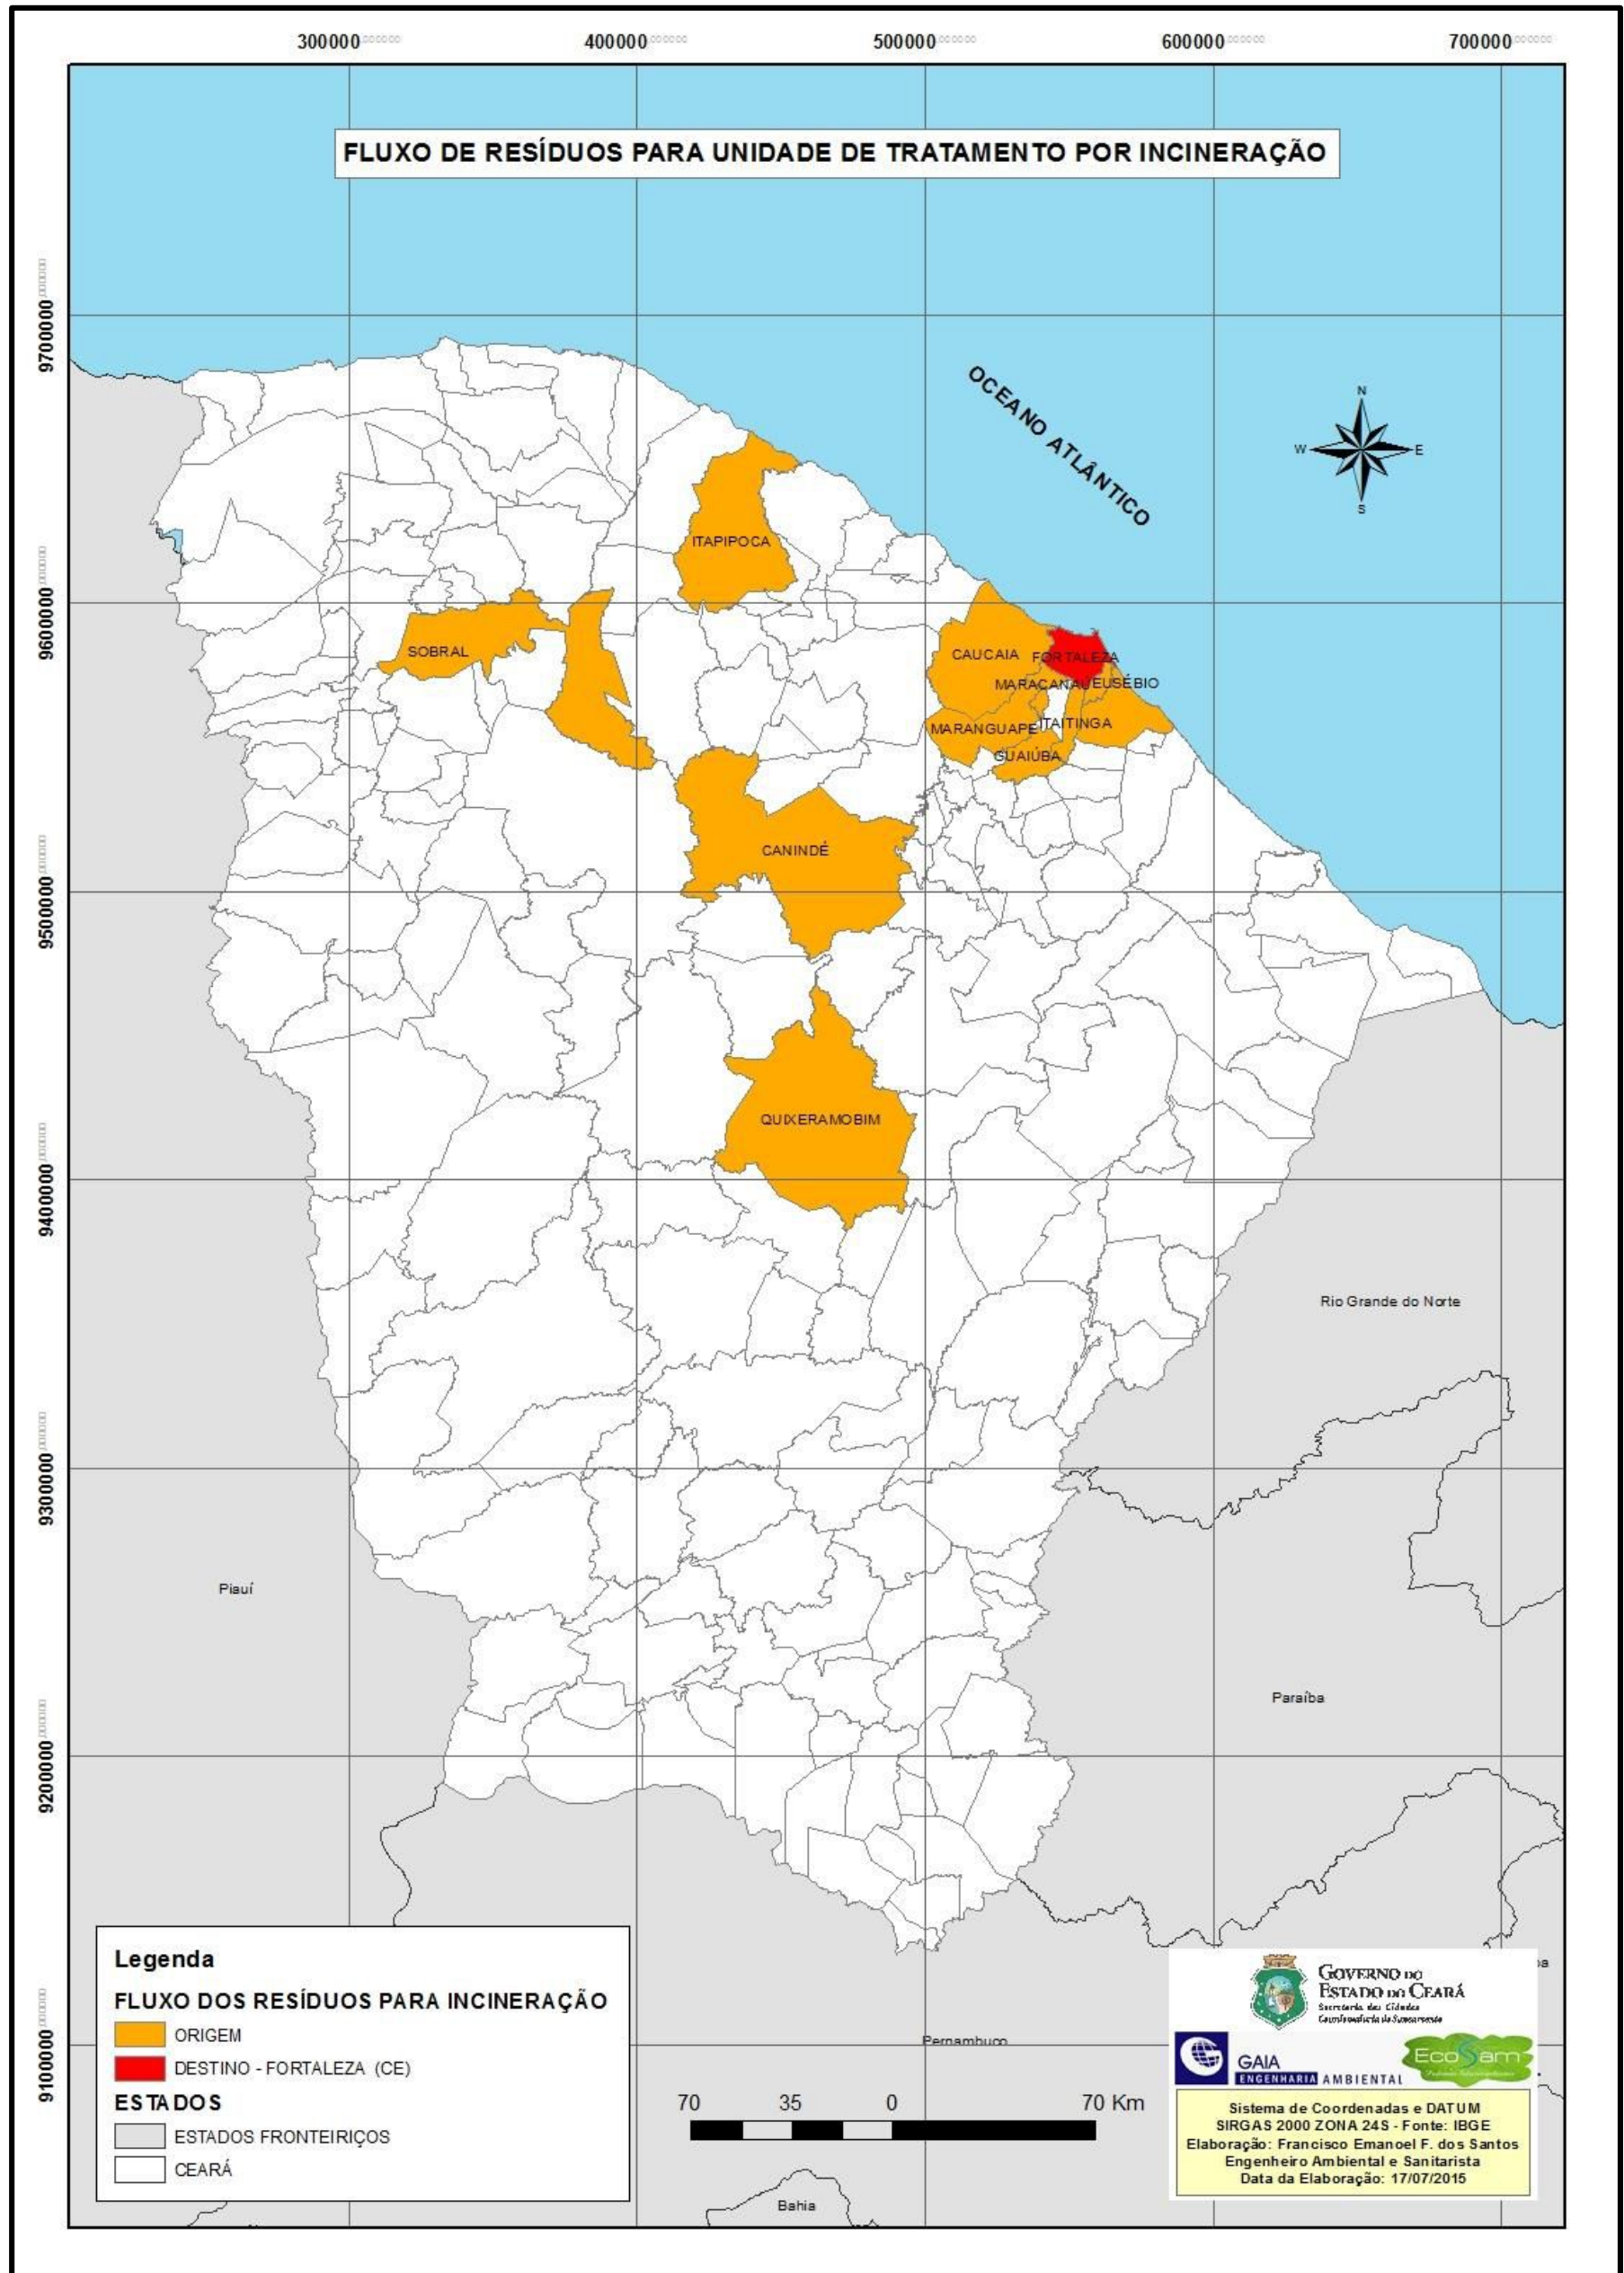 300000 400000 500000 600000 700000
FLUXO DE RESÍDUOS PARA UNIDADE DE TRATAMENTO POR INCINERAÇÃO
9700000
OCEANO ATLÂNTICO
N
W E
S
ITAPIPOCA
9600000
SOBRAL
CAUCAIA
FORTALEZA
MARACANAÚ
EUSÉBIO
MARANGUAPE
ITAITINGA
GUAIÚBA
CANINDÉ
9500000
QUIXERAMOBIM
9400000
Rio Grande do Norte
9300000
Piauí
Paraíba
9200000
Legenda
FLUXO DOS RESÍDUOS PARA INCINERAÇÃO
ORIGEM
DESTINO - FORTALEZA (CE)
ESTADOS
ESTADOS FRONTEIRIÇOS
CEARÁ
9100000
Pernambuco
70 35 0 70 Km
Bahia
GOVERNO DO
ESTADO DO CEARÁ
Secretaria das Cidades
Coordenadoria de Saneamento
GAIA
ENGENHARIA AMBIENTAL
EcoSam
Sistema de Coordenadas e DATUM
SIRGAS 2000 ZONA 24S - Fonte: IBGE
Elaboração: Francisco Emanoel F. dos Santos
Engenheiro Ambiental e Sanitarista
Data da Elaboração: 17/07/2015